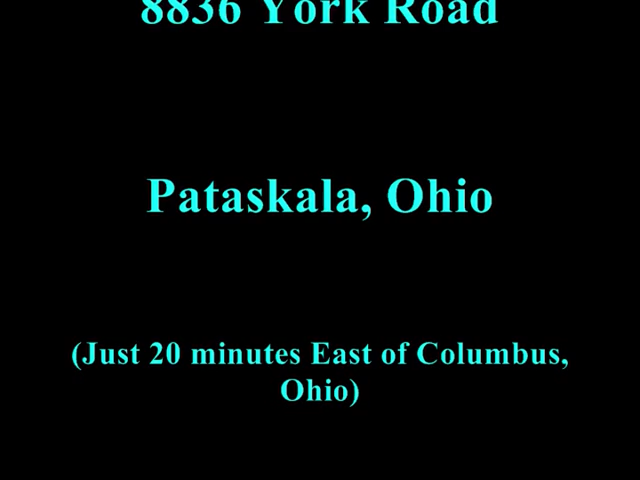 8836 York Road
Pataskala, Ohio
(Just 20 minutes East of Columbus,
Ohio)